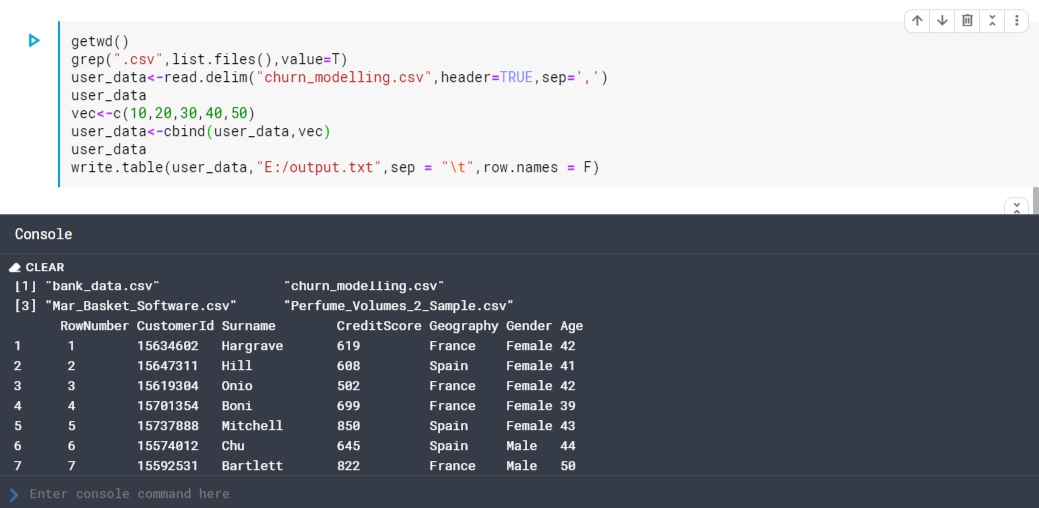 getwd()
grep(".csv",list.files(),value=T)
user_data<-read.delim("churn_modelling.csv",header=TRUE,sep=',')
user_data
vec<-c(10,20,30,40,50)
user_data<-cbind(user_data,vec)
user_data
write.table(user_data,"E:/output.txt",sep = "\t",row.names = F)
Console
CLEAR
[1] "bank_data.csv" "churn_modelling.csv"
[3] "Mar_Basket_Software.csv" "Perfume_Volumes_2_Sample.csv"
RowNumber CustomerId Surname CreditScore Geography Gender Age
1 1 15634602 Hargrave 619 France Female 42
2 2 15647311 Hill 608 Spain Female 41
3 3 15619304 Onio 502 France Female 42
4 4 15701354 Boni 699 France Female 39
5 5 15737888 Mitchell 850 Spain Female 43
6 6 15574012 Chu 645 Spain Male 44
7 7 15592531 Bartlett 822 France Male 50
Enter console command here